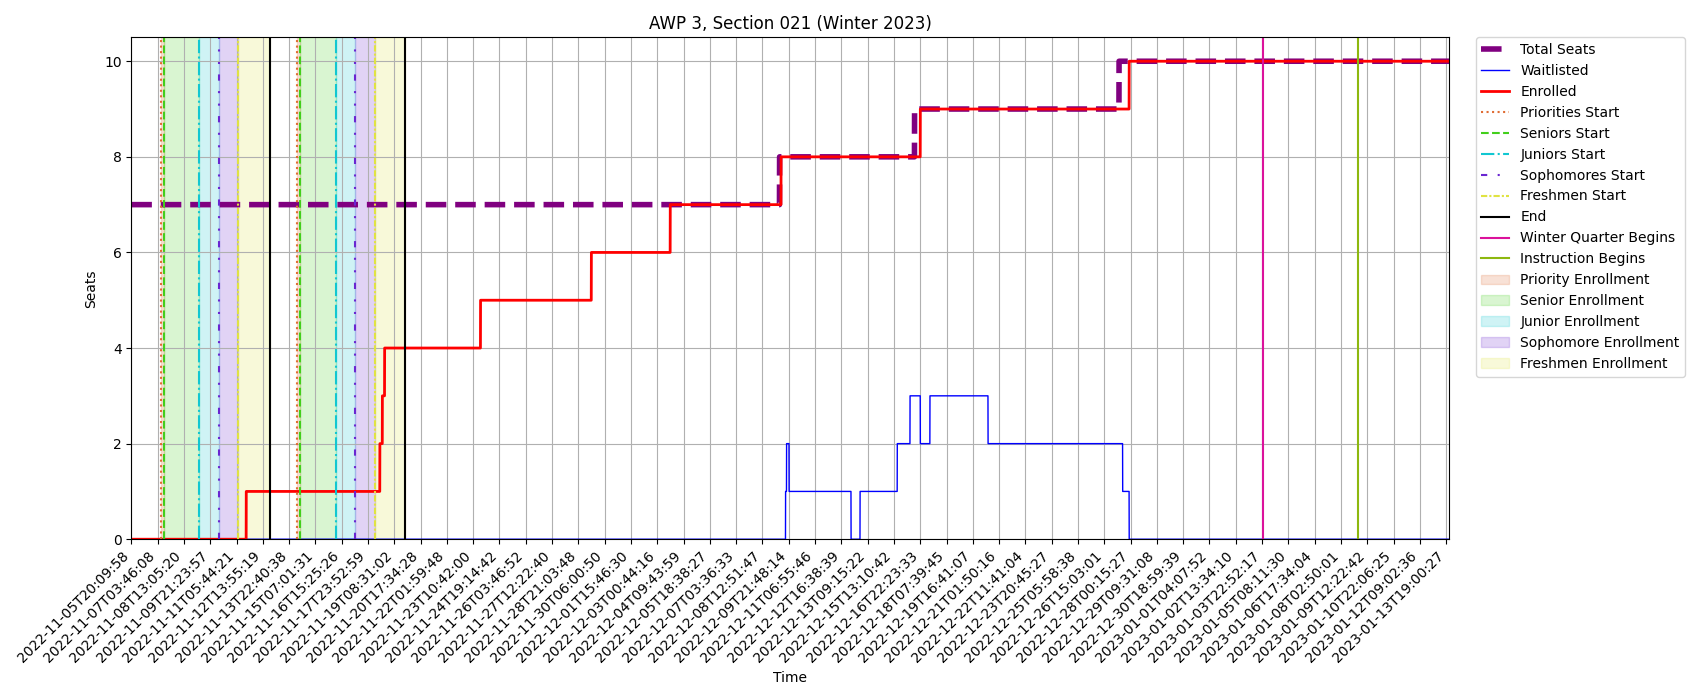 AWP 3, Section 021 (Winter 2023)
Seats
10
8
6
4
2
0
2022-11-05T20:09:58
2022-11-07T03:46:08
2022-11-08T13:05:20
2022-11-09T21:23:57
2022-11-11T05:44:21
2022-11-12T13:55:19
2022-11-13T22:40:38
2022-11-15T07:01:31
2022-11-16T15:25:26
2022-11-17T23:52:59
2022-11-19T08:31:02
2022-11-20T17:34:28
2022-11-22T01:59:48
2022-11-23T10:42:00
2022-11-24T19:14:42
2022-11-26T03:46:52
2022-11-27T12:22:40
2022-11-28T21:03:48
2022-11-30T06:00:50
2022-12-01T15:46:30
2022-12-03T00:44:16
2022-12-04T09:43:59
2022-12-05T18:38:27
2022-12-07T03:36:33
2022-12-08T12:51:47
2022-12-09T21:48:14
2022-12-11T06:55:46
2022-12-12T16:38:39
2022-12-13T09:15:22
2022-12-15T13:10:42
2022-12-16T22:23:33
2022-12-18T07:39:45
2022-12-19T16:41:07
2022-12-21T01:50:16
2022-12-22T11:41:04
2022-12-23T20:45:27
2022-12-25T05:58:38
2022-12-26T15:03:01
2022-12-28T00:15:27
2022-12-29T09:31:08
2022-12-30T18:59:39
2023-01-01T04:07:52
2023-01-02T13:34:10
2023-01-03T22:52:17
2023-01-05T08:11:30
2023-01-06T17:34:04
2023-01-08T02:50:01
2023-01-09T12:22:42
2023-01-10T22:06:25
2023-01-12T09:02:36
2023-01-13T19:00:27
Time
Total Seats
Waitlisted
Enrolled
Priorities Start
Seniors Start
Juniors Start
Sophomores Start
Freshmen Start
End
Winter Quarter Begins
Instruction Begins
Priority Enrollment
Senior Enrollment
Junior Enrollment
Sophomore Enrollment
Freshmen Enrollment